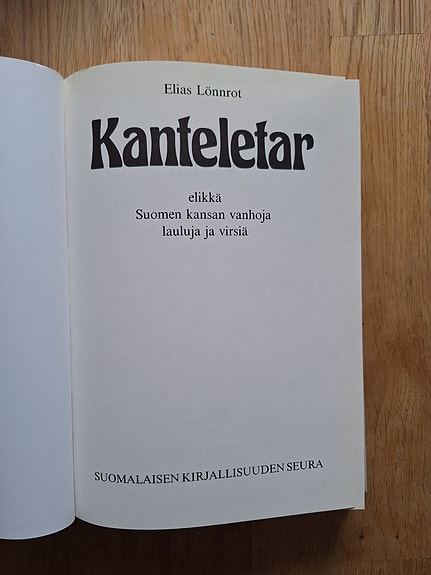 Elias Lönnrot
Kanteletar
elikkä
Suomen kansan vanhoja
lauluja ja virsiä
SUOMALAISEN KIRJALLISUUDEN SEURA